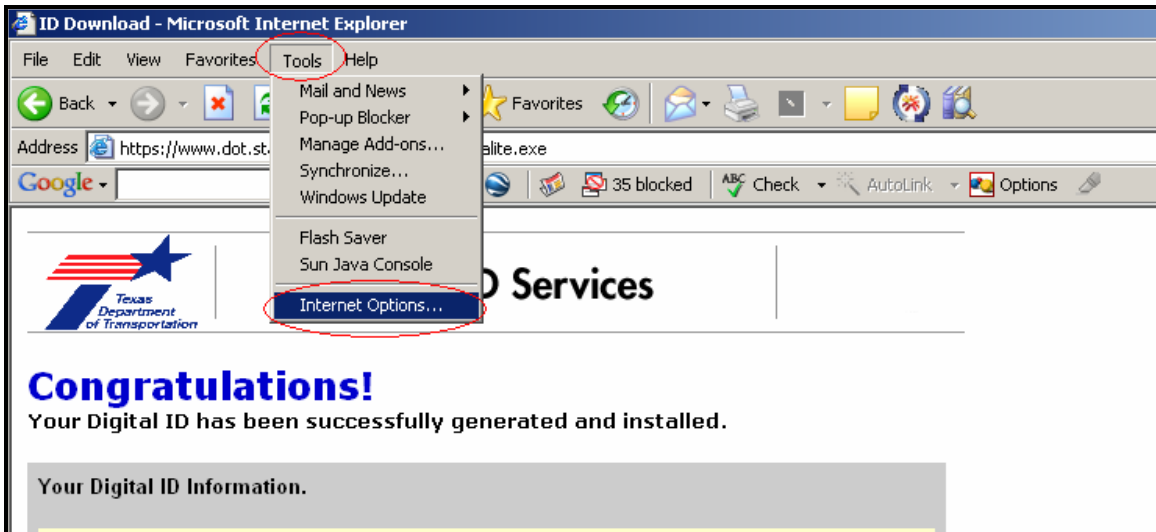 ID Download - Microsoft Internet Explorer
File Edit View Favorites Tools Help
Back Favorites
Mail and News
Pop-up Blocker
Manage Add-ons...
Synchronize...
Windows Update
Flash Saver
Sun Java Console
Internet Options...
Address https://www.dot.st alite.exe
Google 35 blocked ABC Check AutoLink Options
Texas
Department
of Transportation
D Services
Congratulations!
Your Digital ID has been successfully generated and installed.
Your Digital ID Information.